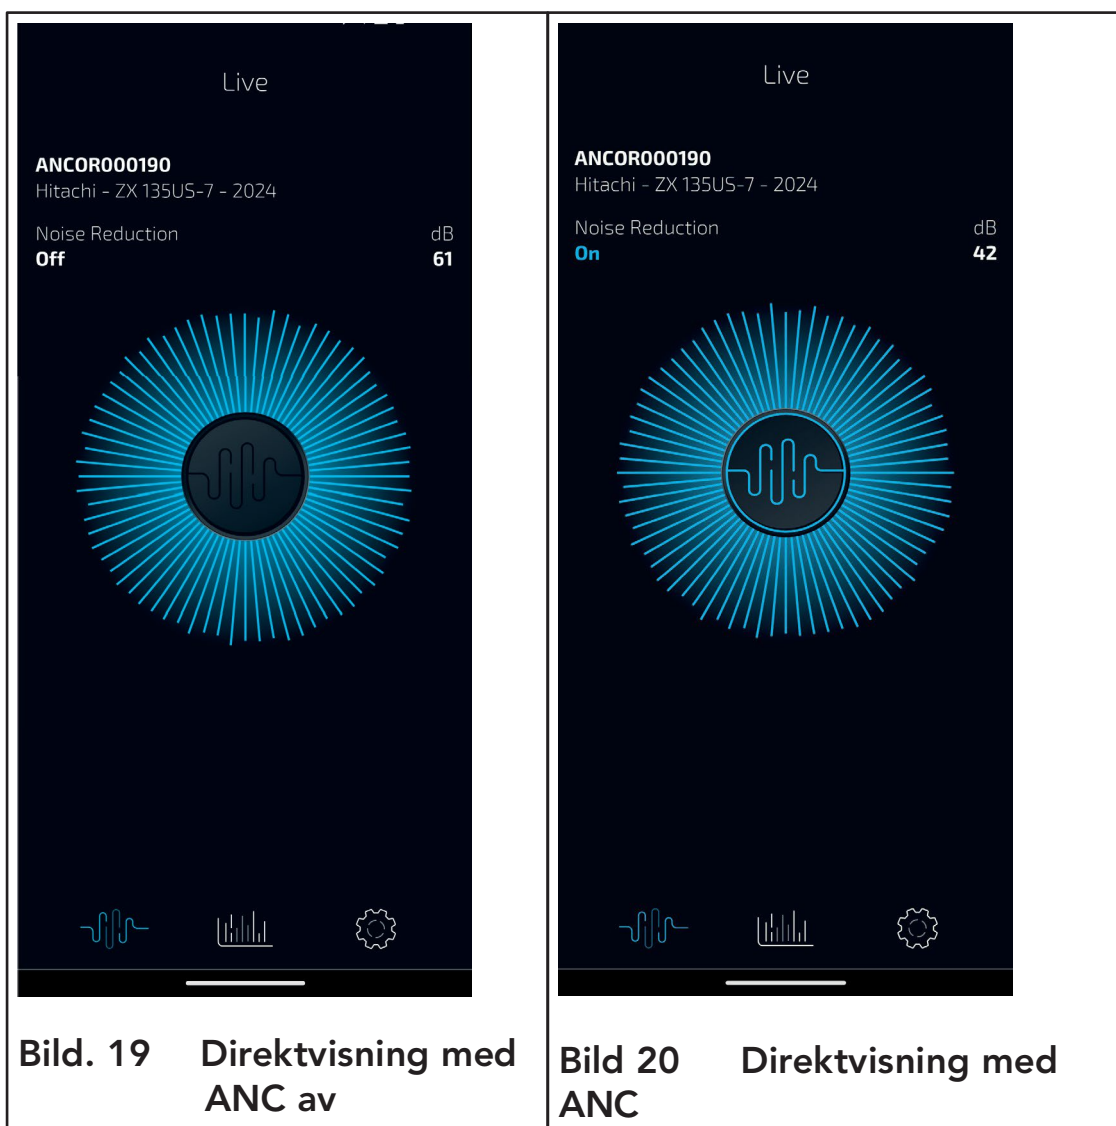 Live
ANCOR000190
Hitachi - ZX 135US-7 - 2024
Noise Reduction dB
Off 61
Bild. 19 Direktvisning med
ANC av
Live
ANCOR000190
Hitachi - ZX 135US-7 - 2024
Noise Reduction dB
On 42
Bild 20 Direktvisning med
ANC